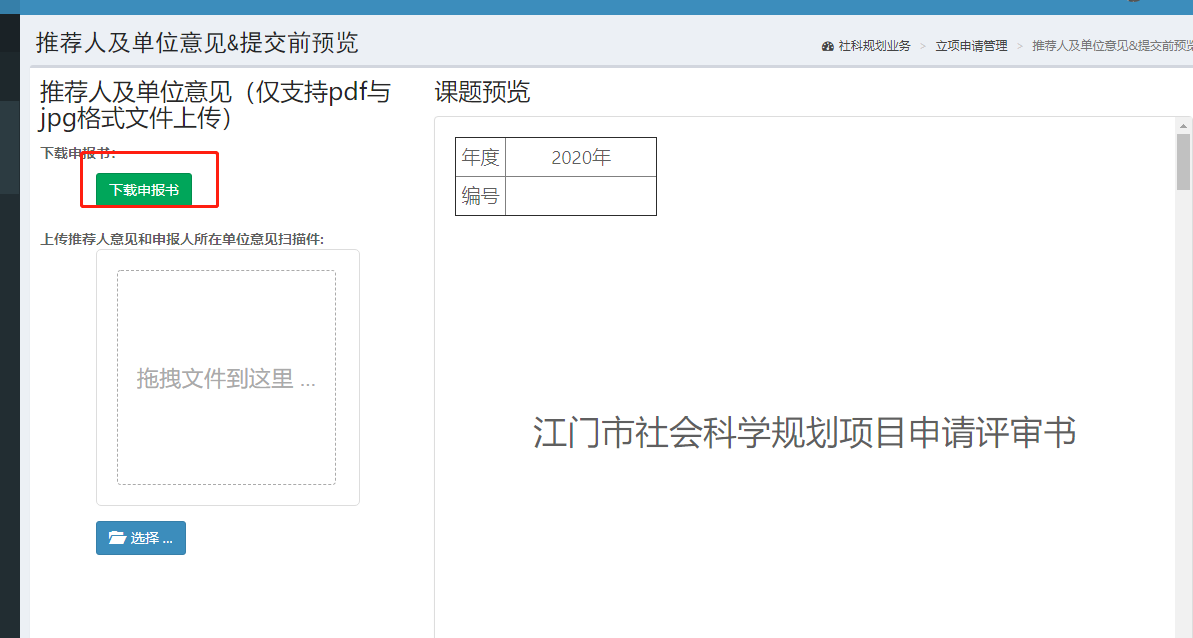 推荐人及单位意见&提交前预览
社科规划业务 > 立项申请管理 > 推荐人及单位意见&提交前预览
推荐人及单位意见（仅支持pdf与
jpg格式文件上传）
下载申报书:
下载申报书
上传推荐人意见和申报人所在单位意见扫描件:
拖拽文件到这里 ...
选择 ...
课题预览
年度 2020年
编号
江门市社会科学规划项目申请评审书